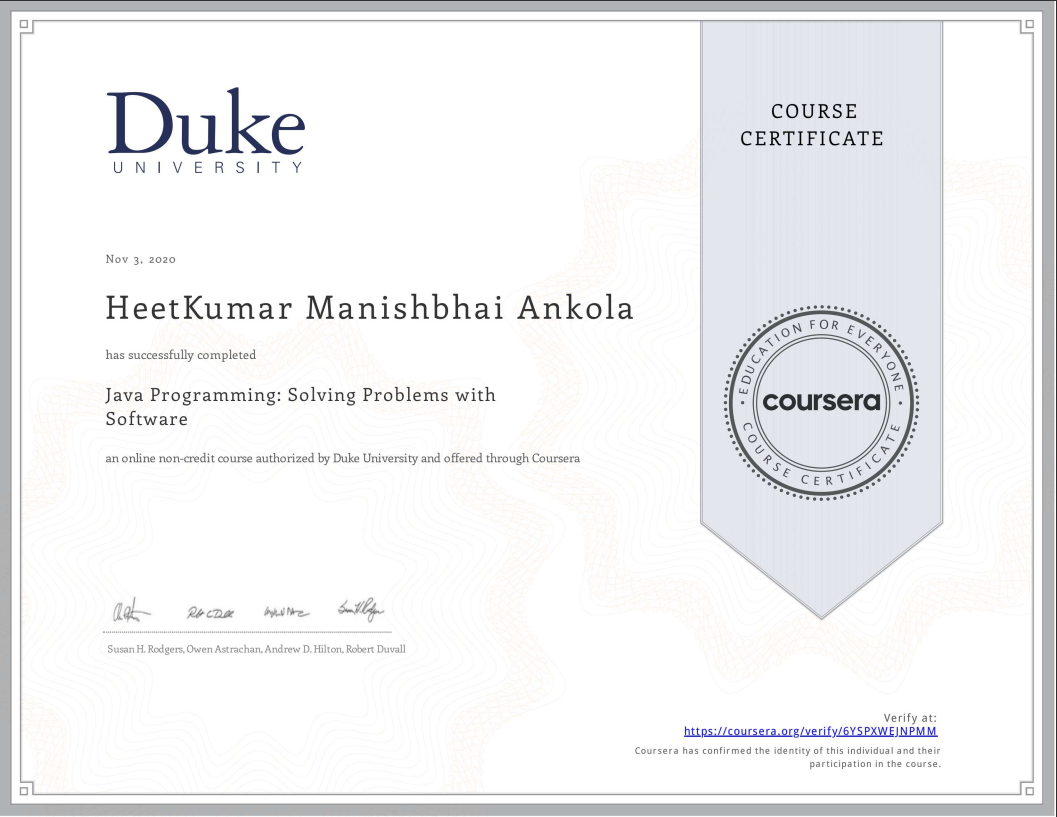 Duke
UNIVERSITY
COURSE
CERTIFICATE
Nov 3, 2020
HeetKumar Manishbhai Ankola
has successfully completed
Java Programming: Solving Problems with
Software
an online non-credit course authorized by Duke University and offered through Coursera
EDUCATION FOR EVERYONE
coursera
COURSE CERTIFICATE
Susan H. Rodgers, Owen Astrachan, Andrew D. Hilton, Robert Duvall
Verify at:
https://coursera.org/verify/6YSPXWEJNPMM
Coursera has confirmed the identity of this individual and their
participation in the course.